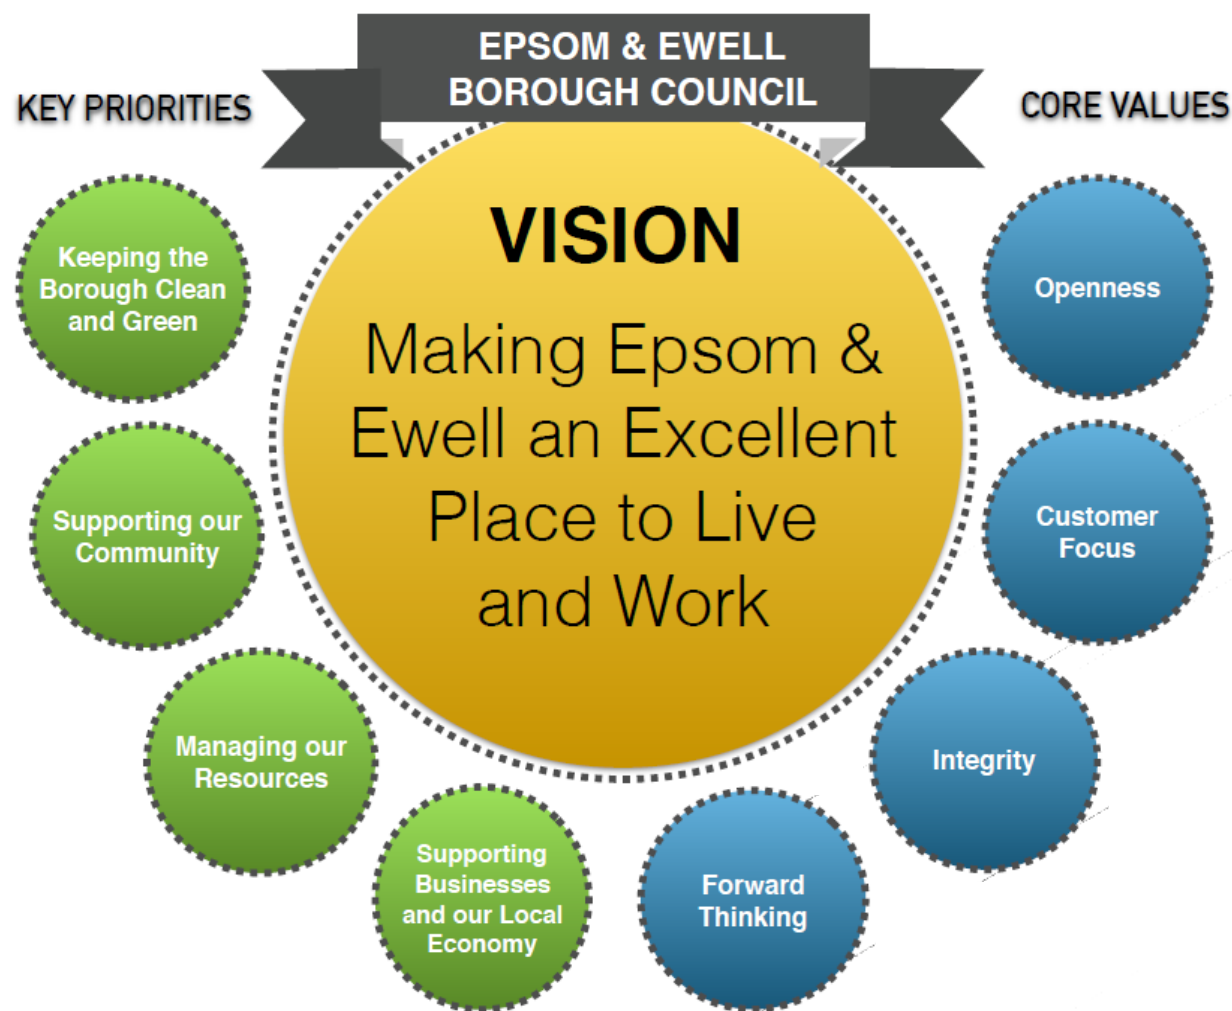 EPSOM & EWELL
BOROUGH COUNCIL
KEY PRIORITIES
CORE VALUES
VISION
Making Epsom &
Ewell an Excellent
Place to Live
and Work
Keeping the
Borough Clean
and Green
Supporting our
Community
Managing our
Resources
Supporting
Businesses
and our Local
Economy
Openness
Customer
Focus
Integrity
Forward
Thinking